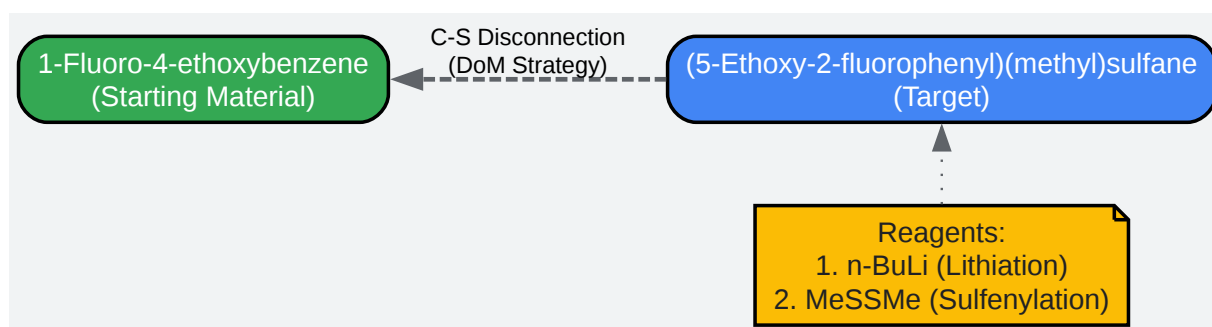 C-S Disconnection
(DoM Strategy)
1-Fluoro-4-ethoxybenzene
(Starting Material)
(5-Ethoxy-2-fluorophenyl)(methyl)sulfane
(Target)
Reagents:
1. n-BuLi (Lithiation)
2. MeSSMe (Sulfenylation)